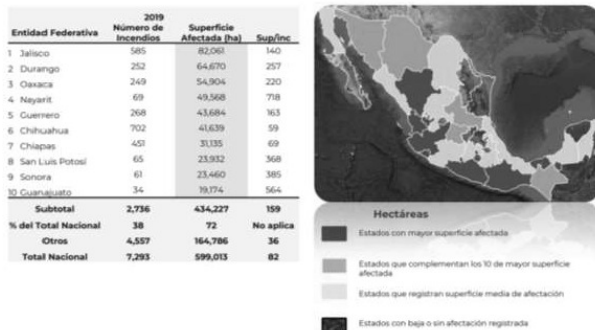 2019
Entidad Federativa Número de Incendios Superficie Afectada (ha) Sup/inc
1 Jalisco 585 82,061 140
2 Durango 252 64,670 257
3 Oaxaca 249 54,904 220
4 Nayarit 69 49,568 718
5 Guerrero 268 43,684 163
6 Chihuahua 702 41,639 59
7 Chiapas 451 31,135 69
8 San Luis Potosí 65 23,932 368
9 Sonora 61 23,460 385
10 Guanajuato 34 19,174 564
Subtotal 2,736 434,227 159
% del Total Nacional 38 72 No aplica
Otros 4,557 164,786 36
Total Nacional 7,293 599,013 82
Hectáreas
Estados con mayor superficie afectada
Estados que complementan los 10 de mayor superficie
afectada
Estados que registran superficie media de afectación
Estados con baja o sin afectación registrada